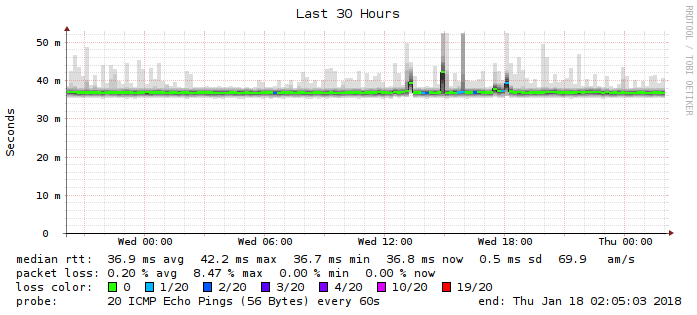 Last 30 Hours
RRDTOOL / TOBI OETIKER
Seconds
50 m
40 m
30 m
20 m
10 m
0
Wed 00:00 Wed 06:00 Wed 12:00 Wed 18:00 Thu 00:00
median rtt: 36.9 ms avg 42.2 ms max 36.7 ms min 36.8 ms now 0.5 ms sd 69.9 am/s
packet loss: 0.20 % avg 8.47 % max 0.00 % min 0.00 % now
loss color: 0 1/20 2/20 3/20 4/20 10/20 19/20
probe: 20 ICMP Echo Pings (56 Bytes) every 60s end: Thu Jan 18 02:05:03 2018